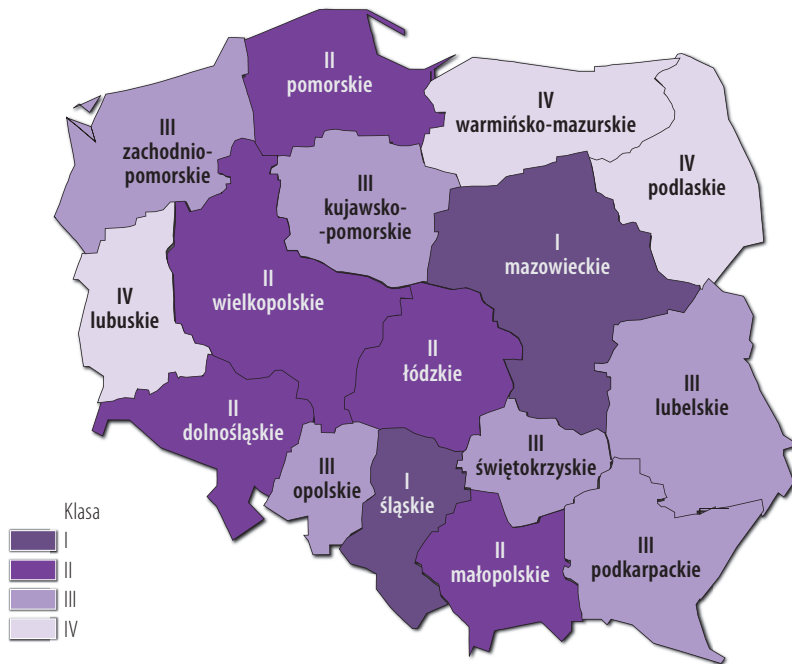 II
pomorskie
IV
warmińsko-mazurskie
III
zachodnio-
pomorskie
IV
podlaskie
III
kujawsko-
-pomorskie
I
mazowieckie
II
wielkopolskie
IV
lubuskie
II
łódzkie
III
lubelskie
II
dolnośląskie
III
świętokrzyskie
III
opolskie
I
śląskie
II
małopolskie
III
podkarpackie
Klasa
I
II
III
IV